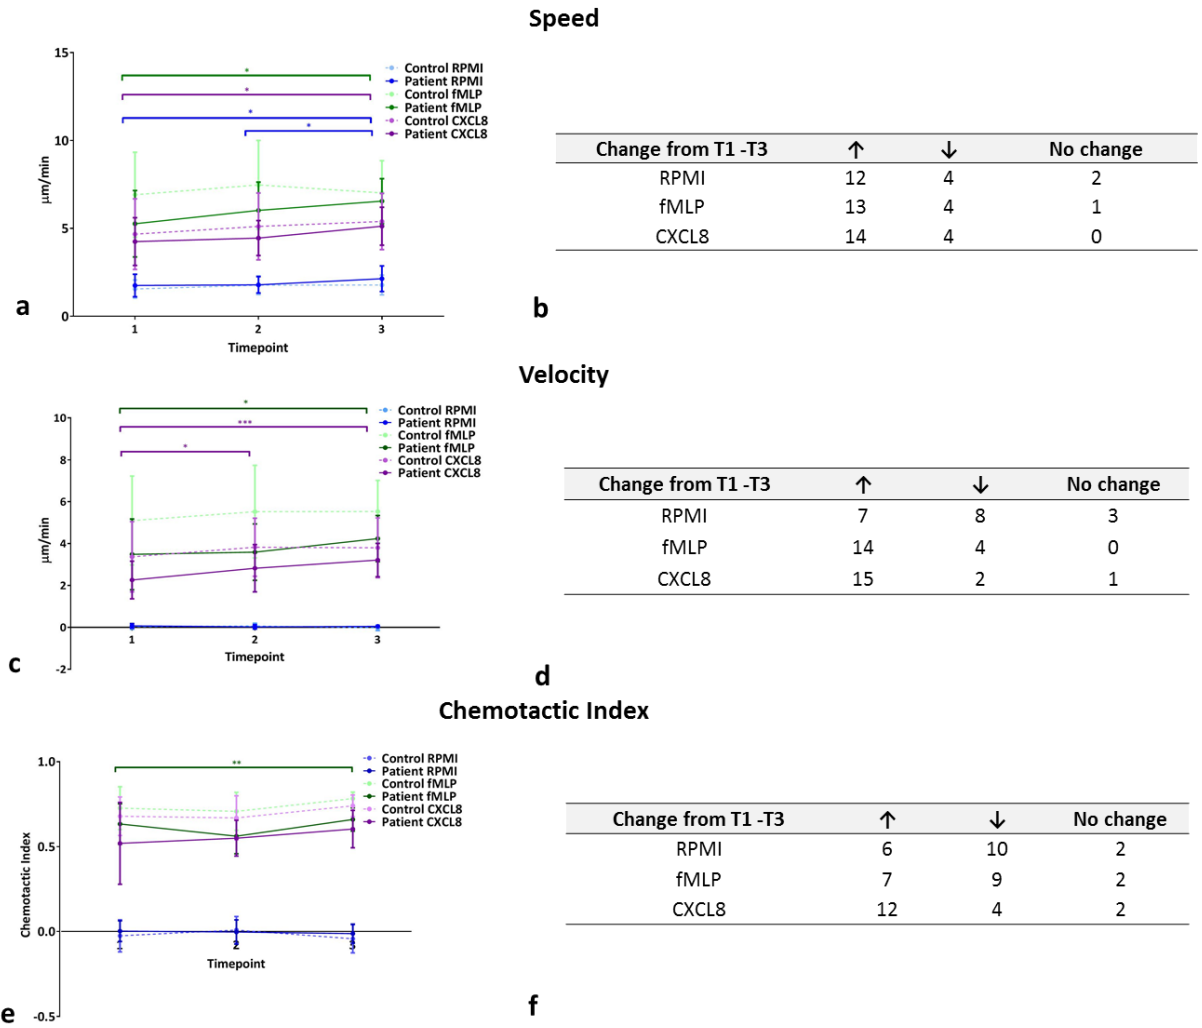 Speed
15
10
5
0
μm/min
1 2 3
Timepoint
* 
*
*
*
Control RPMI
Patient RPMI
Control fMLP
Patient fMLP
Control CXCL8
Patient CXCL8
a
Change from T1 -T3 ↑ ↓ No change
RPMI 12 4 2
fMLP 13 4 1
CXCL8 14 4 0
b
Velocity
10
8
6
4
2
0
-2
μm/min
1 2 3
Timepoint
*
***
*
Control RPMI
Patient RPMI
Control fMLP
Patient fMLP
Control CXCL8
Patient CXCL8
c
Change from T1 -T3 ↑ ↓ No change
RPMI 7 8 3
fMLP 14 4 0
CXCL8 15 2 1
d
Chemotactic Index
1.0
0.5
0.0
-0.5
Chemotactic Index
2 3
Timepoint
**
Control RPMI
Patient RPMI
Control fMLP
Patient fMLP
Control CXCL8
Patient CXCL8
e
Change from T1 -T3 ↑ ↓ No change
RPMI 6 10 2
fMLP 7 9 2
CXCL8 12 4 2
f